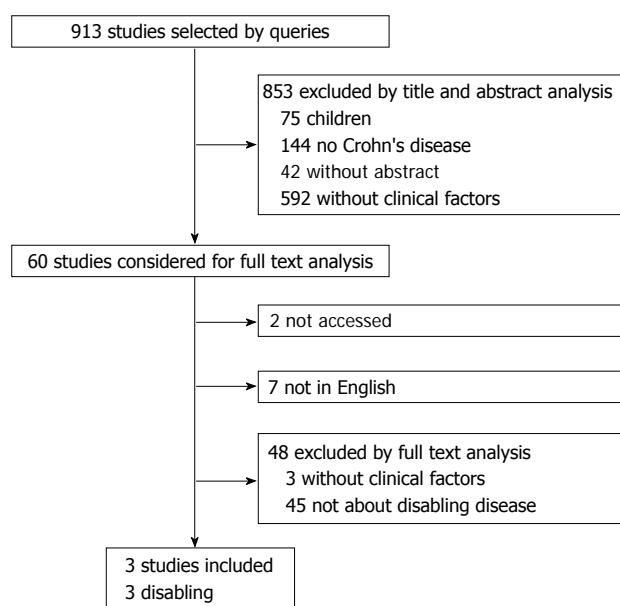 913 studies selected by queries
853 excluded by title and abstract analysis
75 children
144 no Crohn's disease
42 without abstract
592 without clinical factors
60 studies considered for full text analysis
2 not accessed
7 not in English
48 excluded by full text analysis
3 without clinical factors
45 not about disabling disease
3 studies included
3 disabling